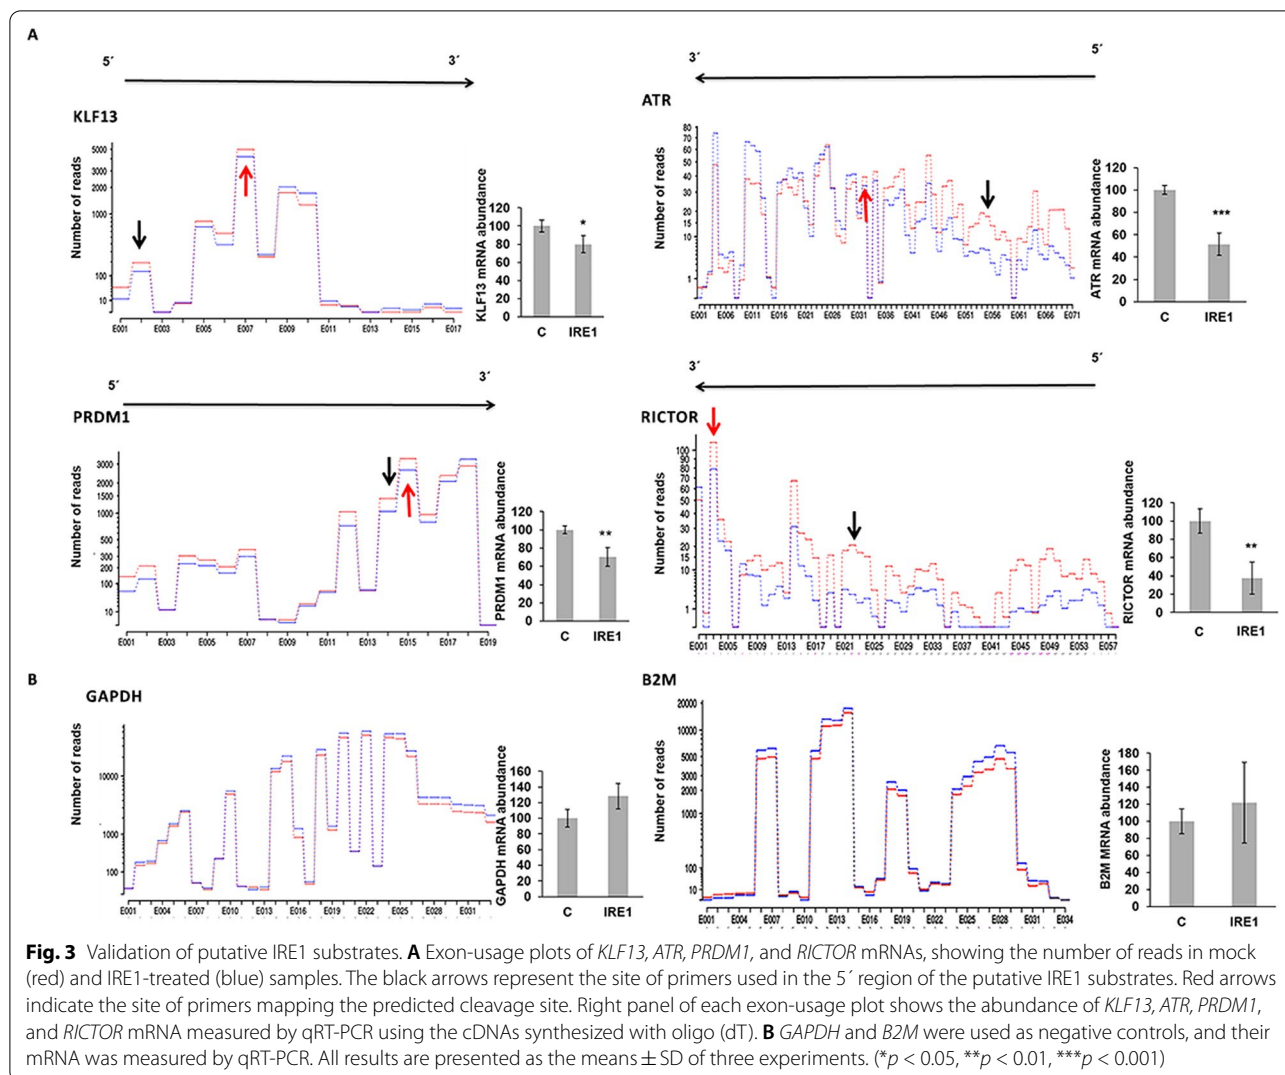 A
5´ 3´
KLF13
Number of reads
5000
3000
2000
1000
100
10
E001 E003 E005 E07 E009 E011 E013 E015 E017
KLF13 mRNA abundance
120
100
80
60
40
20
0
*
C IRE1
3´ 5´
ATR
Number of reads
80
70
60
50
40
30
20
10
1
E001 E006 E011 E016 E021 E026 E031 E036 E041 E046 E051 E056 E061 E066 E071
ATR mRNA abundance
120
100
80
60
40
20
0
***
C IRE1
5´ 3´
PRDM1
Number of reads
3000
2000
1500
1000
500
300
200
100
10
E001 E003 E005 E007 E009 E011 E013 E015 E017 E019
PRDM1 mRNA abundance
120
100
80
60
40
20
0
**
C IRE1
3´ 5´
RICTOR
Number of reads
100
90
80
70
60
50
40
30
20
10
1
E001 E005 E009 E013 E017 E021 E025 E029 E033 E037 E041 E045 E049 E053 E057
RICTOR mRNA abundance
120
100
80
60
40
20
0
**
C IRE1
B
GAPDH
Number of reads
10000
1000
100
E001 E004 E007 E010 E013 E016 E019 E022 E025 E028 E031
GAPDH mRNA abundance
160
140
120
100
80
60
40
20
0
C IRE1
B2M
Number of reads
20000
10000
5000
3000
2000
1000
100
10
E001 E004 E007 E010 E013 E016 E019 E022 E025 E028 E031 E034
B2M MRNA abundance
180
160
140
120
100
80
60
40
20
0
C IRE1
Fig. 3 Validation of putative IRE1 substrates. A Exon-usage plots of KLF13, ATR, PRDM1, and RICTOR mRNAs, showing the number of reads in mock
(red) and IRE1-treated (blue) samples. The black arrows represent the site of primers used in the 5´ region of the putative IRE1 substrates. Red arrows
indicate the site of primers mapping the predicted cleavage site. Right panel of each exon-usage plot shows the abundance of KLF13, ATR, PRDM1,
and RICTOR mRNA measured by qRT-PCR using the cDNAs synthesized with oligo (dT). B GAPDH and B2M were used as negative controls, and their
mRNA was measured by qRT-PCR. All results are presented as the means ± SD of three experiments. (*p < 0.05, **p < 0.01, ***p < 0.001)